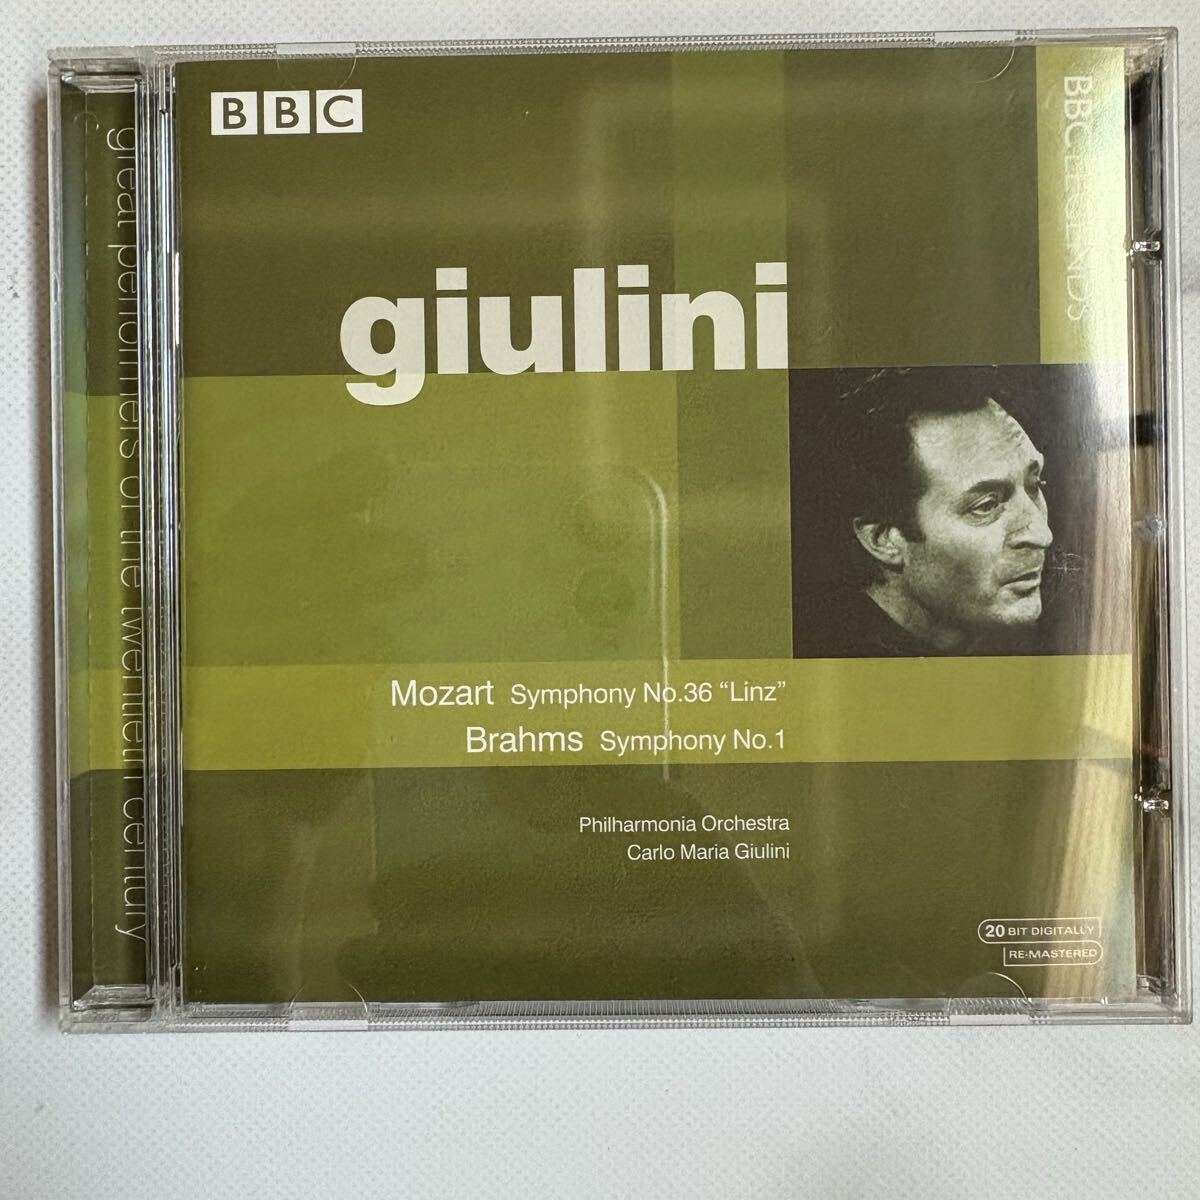 BBC
BBC LEGENDS
great performers of the twentieth century
giulini
Mozart Symphony No.36 “Linz”
Brahms Symphony No.1
Philharmonia Orchestra
Carlo Maria Giulini
20 BIT DIGITALLY
RE-MASTERED